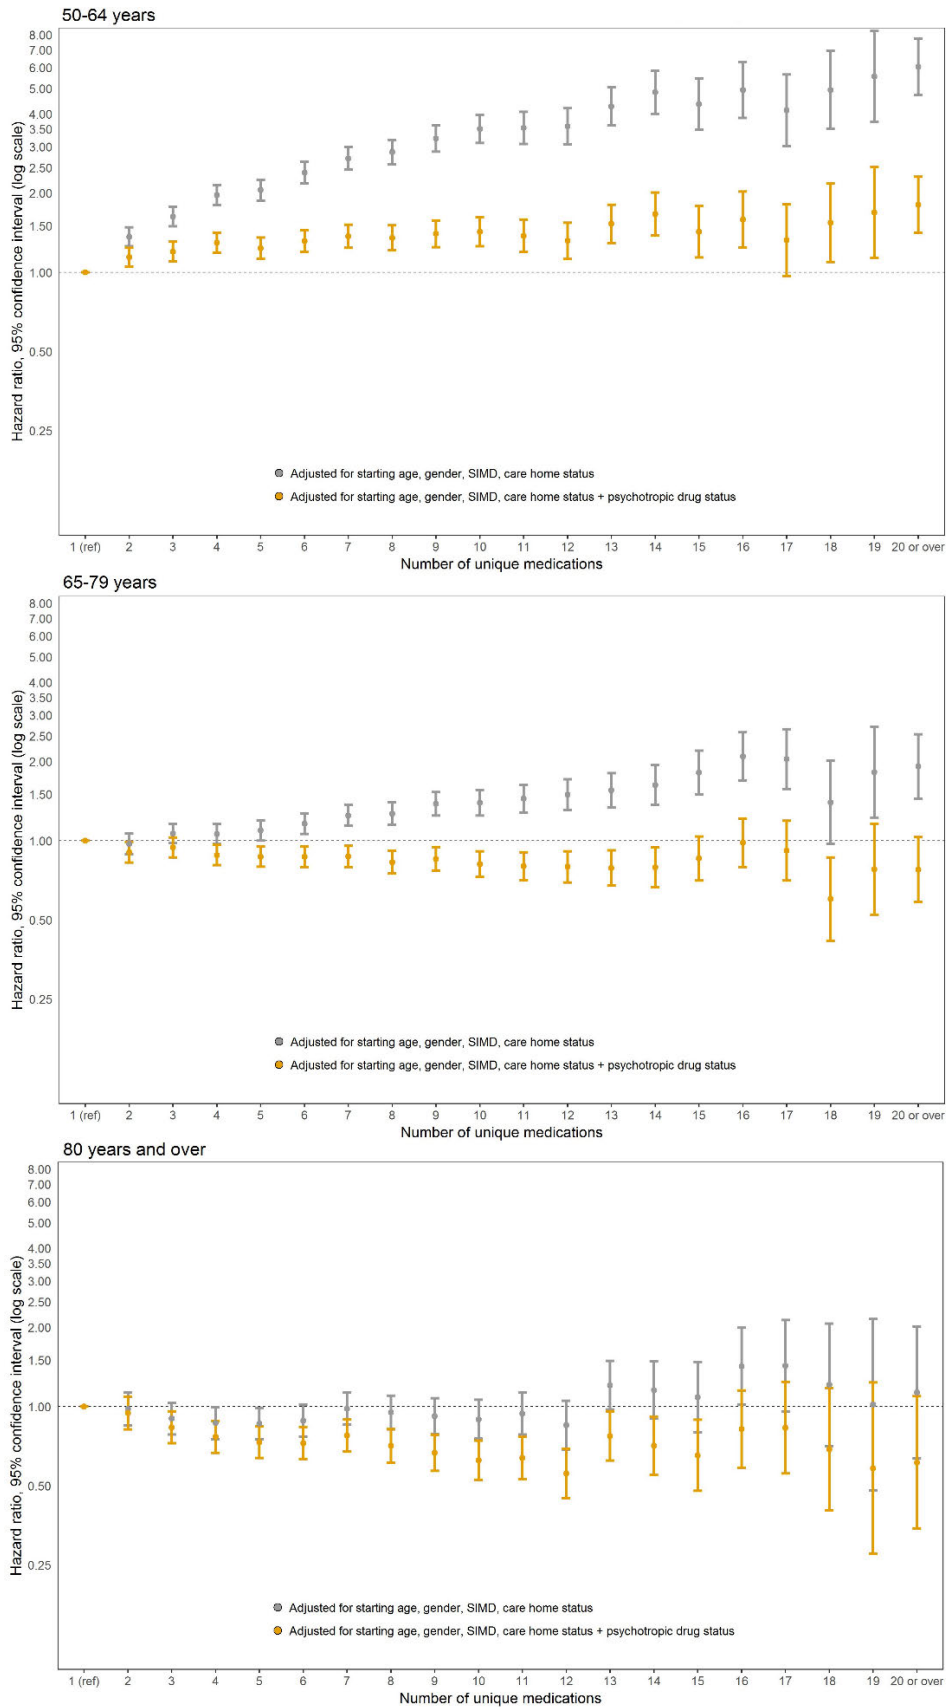 50-64 years
8.00
7.00
6.00
5.00
4.00
3.50
3.00
2.50
2.00
1.50
1.00
0.50
0.25
Hazard ratio, 95% confidence interval (log scale)
Adjusted for starting age, gender, SIMD, care home status
Adjusted for starting age, gender, SIMD, care home status + psychotropic drug status
1 (ref) 2 3 4 5 6 7 8 9 10 11 12 13 14 15 16 17 18 19 20 or over
Number of unique medications
65-79 years
8.00
7.00
6.00
5.00
4.00
3.50
3.00
2.50
2.00
1.50
1.00
0.50
0.25
Hazard ratio, 95% confidence interval (log scale)
Adjusted for starting age, gender, SIMD, care home status
Adjusted for starting age, gender, SIMD, care home status + psychotropic drug status
1 (ref) 2 3 4 5 6 7 8 9 10 11 12 13 14 15 16 17 18 19 20 or over
Number of unique medications
80 years and over
8.00
7.00
6.00
5.00
4.00
3.50
3.00
2.50
2.00
1.50
1.00
0.50
0.25
Hazard ratio, 95% confidence interval (log scale)
Adjusted for starting age, gender, SIMD, care home status
Adjusted for starting age, gender, SIMD, care home status + psychotropic drug status
1 (ref) 2 3 4 5 6 7 8 9 10 11 12 13 14 15 16 17 18 19 20 or over
Number of unique medications